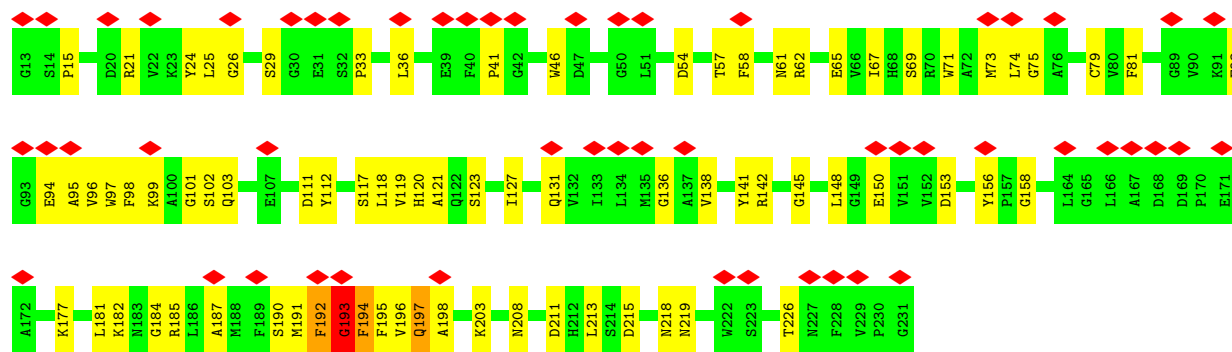 G13 S14 P15 D20 R21 V22 K23 Y24 L25 G26 S29 G30 E31 S32 P33 L36 E39 F40 P41 G42 W46 D47 G50 L51 D54 T57 F58 N61 R62 E65 V66 I67 H68 S69 R70 W71 A72 M73 L74 G75 A76 C79 V80 F81 G89 V90 K91
G93 E94 A95 V96 W97 F98 K99 A100 G101 S102 Q103 E107 D111 Y112 S117 L118 V119 H120 A121 Q122 S123 I127 Q131 V132 I133 L134 M135 G136 A137 V138 Y141 R142 G145 L148 G149 E150 V151 V152 D153 Y156 P157 G158 L164 G165 L166 A167 D168 D169 P170 E171
A172 K177 L181 K182 N183 G184 R185 L186 A187 M188 F189 S190 M191 F192 G193 F194 F195 V196 Q197 A198 K203 N208 D211 H212 L213 S214 D215 N218 N219 W222 S223 T226 N227 F228 V229 P230 G231